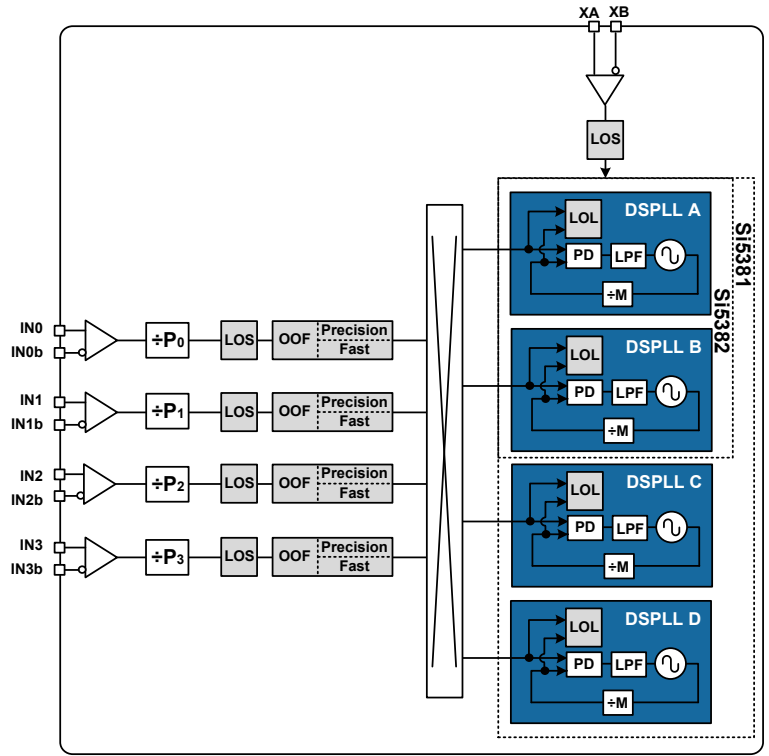 XA XB
LOS
Si5381
Si5382
DSPLL A
LOL
PD LPF
÷M
DSPLL B
LOL
PD LPF
÷M
DSPLL C
LOL
PD LPF
÷M
DSPLL D
LOL
PD LPF
÷M
IN0
IN0b
÷P0
LOS
OOF
Precision
Fast
IN1
IN1b
÷P1
LOS
OOF
Precision
Fast
IN2
IN2b
÷P2
LOS
OOF
Precision
Fast
IN3
IN3b
÷P3
LOS
OOF
Precision
Fast